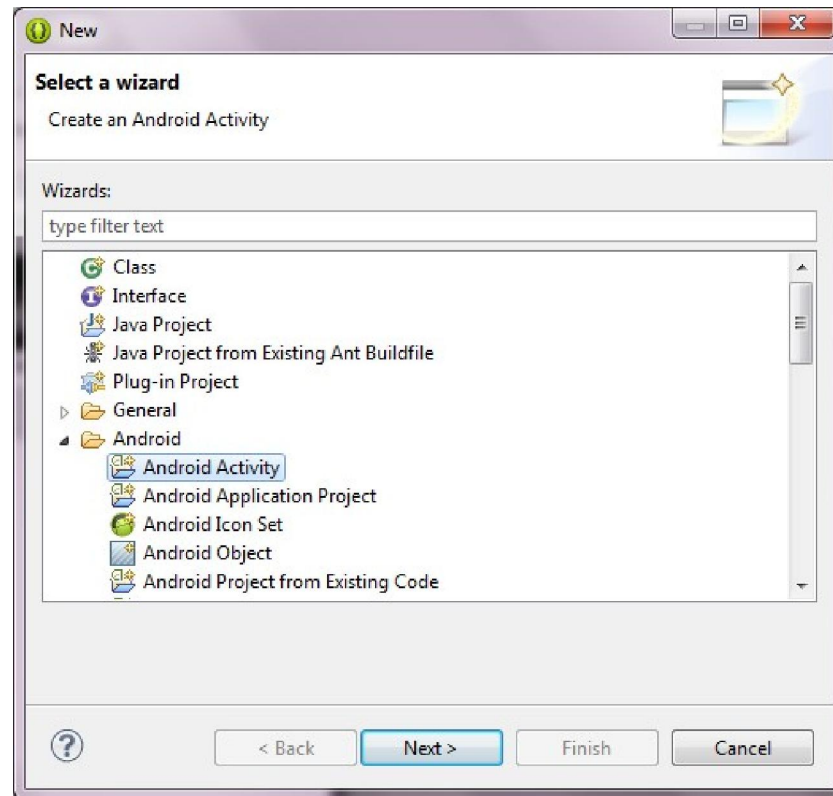 New
Select a wizard
Create an Android Activity
Wizards:
type filter text
Class
Interface
Java Project
Java Project from Existing Ant Buildfile
Plug-in Project
General
Android
Android Activity
Android Application Project
Android Icon Set
Android Object
Android Project from Existing Code
< Back Next > Finish Cancel